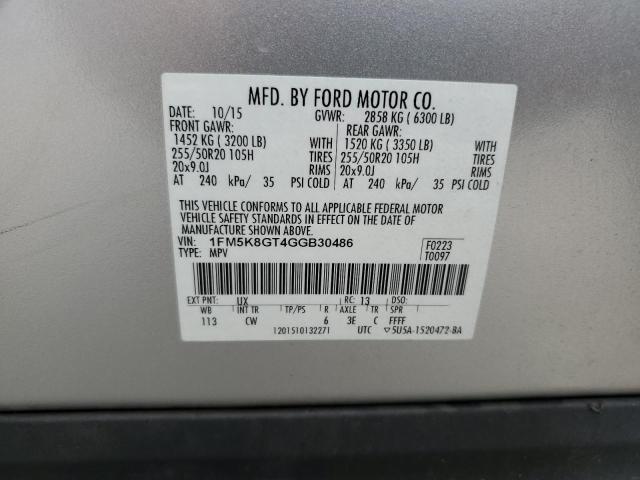 MFD. BY FORD MOTOR CO.
DATE: 10/15 GVWR: 2858 KG ( 6300 LB)
FRONT GAWR: REAR GAWR:
1452 KG ( 3200 LB) WITH 1520 KG ( 3350 LB) WITH
255/50R20 105H TIRES 255/50R20 105H TIRES
20x9.0J RIMS 20x9.0J RIMS
AT 240 kPa/ 35 PSI COLD AT 240 kPa/ 35 PSI COLD
THIS VEHICLE CONFORMS TO ALL APPLICABLE FEDERAL MOTOR
VEHICLE SAFETY STANDARDS IN EFFECT ON THE DATE OF
MANUFACTURE SHOWN ABOVE.
VIN: 1FM5K8GT4GGB30486 F0223
TYPE: MPV T0097
EXT PNT: UX RC: 13 DSO:
WB INT TR TP/PS R AXLE TR SPR
113 CW 6 3E C FFFF
1201510132271 UTC ▽5U5A-1520472-BA